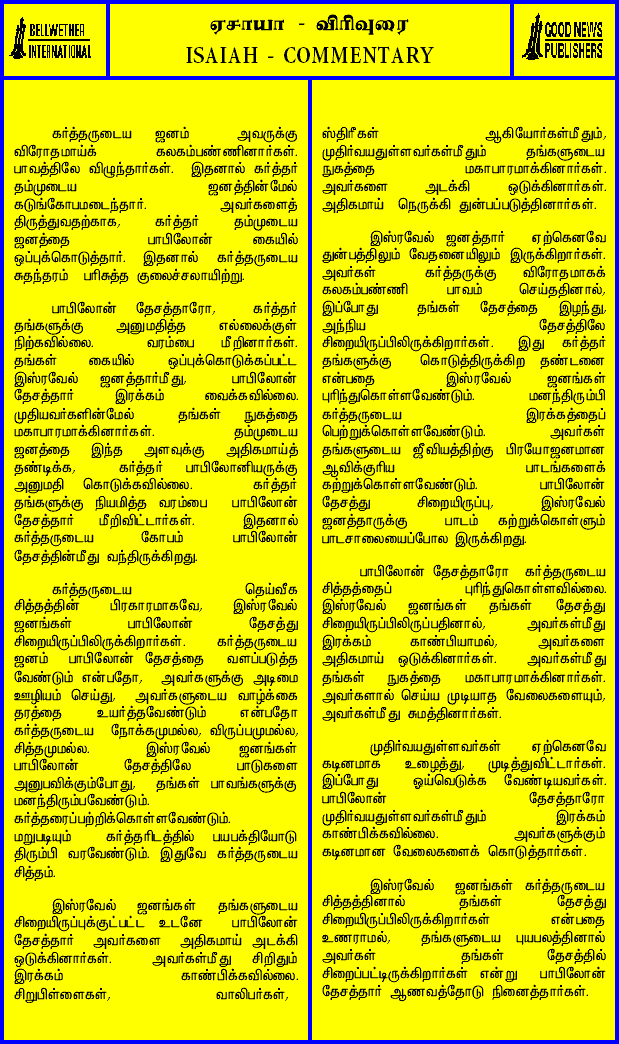 BELLWETHER
INTERNATIONAL
ஏசாயா - விரிவுரை
ISAIAH - COMMENTARY
GOOD NEWS
PUBLISHERS
கர்த்தருடைய ஜனம் அவருக்கு
விரோதமாய்க் கலகம்பண்ணினார்கள்.
பாவத்திலே விழுந்தார்கள். இதனால் கர்த்தர்
தம்முடைய ஜனத்தின்மேல்
கடுங்கோபமடைந்தார். அவர்களைத்
திருத்துவதற்காக, கர்த்தர் தம்முடைய
ஜனத்தை பாபிலோன் கையில்
ஒப்புக்கொடுத்தார். இதனால் கர்த்தருடைய
சுதந்தரம் பரிசுத்த குலைச்சலாயிற்று.
பாபிலோன் தேசத்தாரோ, கர்த்தர்
தங்களுக்கு அனுமதித்த எல்லைக்குள்
நிற்கவில்லை. வரம்பை மீறினார்கள்.
தங்கள் கையில் ஒப்புக்கொடுக்கப்பட்ட
இஸ்ரவேல் ஜனத்தார்மீது, பாபிலோன்
தேசத்தார் இரக்கம் வைக்கவில்லை.
முதியவர்களின்மேல் தங்கள் நுகத்தை
மகாபாரமாக்கினார்கள். தம்முடைய
ஜனத்தை இந்த அளவுக்கு அதிகமாய்த்
தண்டிக்க, கர்த்தர் பாபிலோனியருக்கு
அனுமதி கொடுக்கவில்லை. கர்த்தர்
தங்களுக்கு நியமித்த வரம்பை பாபிலோன்
தேசத்தார் மீறிவிட்டார்கள். இதனால்
கர்த்தருடைய கோபம் பாபிலோன்
தேசத்தின்மீது வந்திருக்கிறது.
கர்த்தருடைய தெய்வீக
சித்தத்தின் பிரகாரமாகவே, இஸ்ரவேல்
ஜனங்கள் பாபிலோன் தேசத்து
சிறையிருப்பிலிருக்கிறார்கள். கர்த்தருடைய
ஜனம் பாபிலோன் தேசத்தை வளப்படுத்த
வேண்டும் என்பதோ, அவர்களுக்கு அடிமை
ஊழியம் செய்து, அவர்களுடைய வாழ்க்கை
தரத்தை உயர்த்தவேண்டும் என்பதோ
கர்த்தருடைய நோக்கமுமல்ல, விருப்பமுமல்ல,
சித்தமுமல்ல. இஸ்ரவேல் ஜனங்கள்
பாபிலோன் தேசத்திலே பாடுகளை
அனுபவிக்கும்போது, தங்கள் பாவங்களுக்கு
மனந்திரும்பவேண்டும்.
கர்த்தரைப்பற்றிக்கொள்ளவேண்டும்.
மறுபடியும் கர்த்தரிடத்தில் பயபக்தியோடு
திரும்பி வரவேண்டும். இதுவே கர்த்தருடைய
சித்தம்.
இஸ்ரவேல் ஜனங்கள் தங்களுடைய
சிறையிருப்புக்குட்பட்ட உடனே பாபிலோன்
தேசத்தார் அவர்களை அதிகமாய் அடக்கி
ஒடுக்கினார்கள். அவர்கள்மீது சிறிதும்
இரக்கம் காண்பிக்கவில்லை.
சிறுபிள்ளைகள், வாலிபர்கள்,
ஸ்திரீகள் ஆகியோர்கள்மீதும்,
முதிர்வயதுள்ளவர்கள்மீதும் தங்களுடைய
நுகத்தை மகாபாரமாக்கினார்கள்.
அவர்களை அடக்கி ஒடுக்கினார்கள்.
அதிகமாய் நெருக்கி துன்பப்படுத்தினார்கள்.
இஸ்ரவேல் ஜனத்தார் ஏற்கெனவே
துன்பத்திலும் வேதனையிலும் இருக்கிறார்கள்.
அவர்கள் கர்த்தருக்கு விரோதமாகக்
கலகம்பண்ணி பாவம் செய்ததினால்,
இப்போது தங்கள் தேசத்தை இழந்து,
அந்நிய தேசத்திலே
சிறையிருப்பிலிருக்கிறார்கள். இது கர்த்தர்
தங்களுக்கு கொடுத்திருக்கிற தண்டனை
என்பதை இஸ்ரவேல் ஜனங்கள்
புரிந்துகொள்ளவேண்டும். மனந்திரும்பி
கர்த்தருடைய இரக்கத்தைப்
பெற்றுக்கொள்ளவேண்டும். அவர்கள்
தங்களுடைய ஜீவியத்திற்கு பிரயோஜனமான
ஆவிக்குரிய பாடங்களைக்
கற்றுக்கொள்ளவேண்டும். பாபிலோன்
தேசத்து சிறையிருப்பு, இஸ்ரவேல்
ஜனத்தாருக்கு பாடம் கற்றுக்கொள்ளும்
பாடசாலையைப்போல இருக்கிறது.
பாபிலோன் தேசத்தாரோ கர்த்தருடைய
சித்தத்தைப் புரிந்துகொள்ளவில்லை.
இஸ்ரவேல் ஜனங்கள் தங்கள் தேசத்து
சிறையிருப்பிலிருப்பதினால், அவர்கள்மீது
இரக்கம் காண்பியாமல், அவர்களை
அதிகமாய் ஒடுக்கினார்கள். அவர்கள்மீது
தங்கள் நுகத்தை மகாபாரமாக்கினார்கள்.
அவர்களால் செய்ய முடியாத வேலைகளையும்,
அவர்கள்மீது சுமத்தினார்கள்.
முதிர்வயதுள்ளவர்கள் ஏற்கெனவே
கடினமாக உழைத்து, முடித்துவிட்டார்கள்.
இப்போது ஒய்வெடுக்க வேண்டியவர்கள்.
பாபிலோன் தேசத்தாரோ
முதிர்வயதுள்ளவர்கள்மீதும் இரக்கம்
காண்பிக்கவில்லை. அவர்களுக்கும்
கடினமான வேலைகளைக் கொடுத்தார்கள்.
இஸ்ரவேல் ஜனங்கள் கர்த்தருடைய
சித்தத்தினால் தங்கள் தேசத்து
சிறையிருப்பிலிருக்கிறார்கள் என்பதை
உணராமல், தங்களுடைய புயபலத்தினால்
அவர்கள் தங்கள் தேசத்தில்
சிறைப்பட்டிருக்கிறார்கள் என்று பாபிலோன்
தேசத்தார் ஆணவத்தோடு நினைத்தார்கள்.